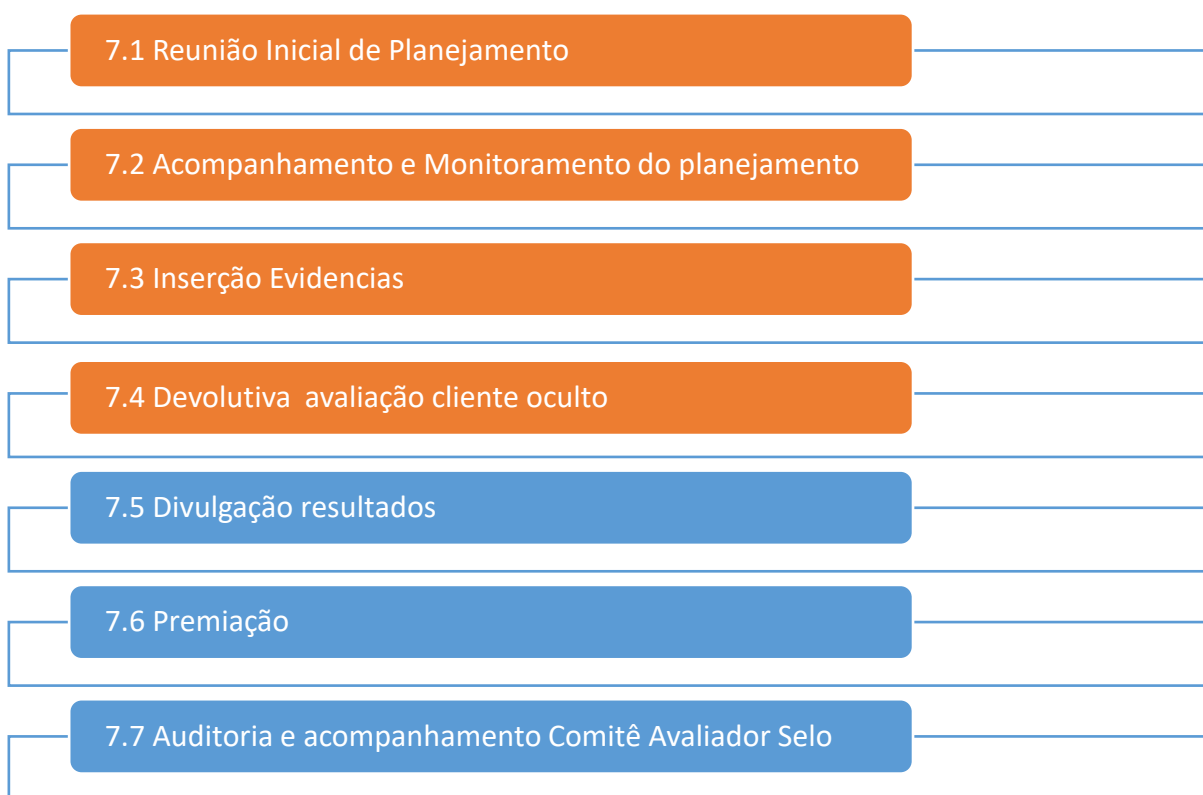 7.1 Reunião Inicial de Planejamento
7.2 Acompanhamento e Monitoramento do planejamento
7.3 Inserção Evidencias
7.4 Devolutiva  avaliação cliente oculto
7.5 Divulgação resultados
7.6 Premiação
7.7 Auditoria e acompanhamento Comitê Avaliador Selo